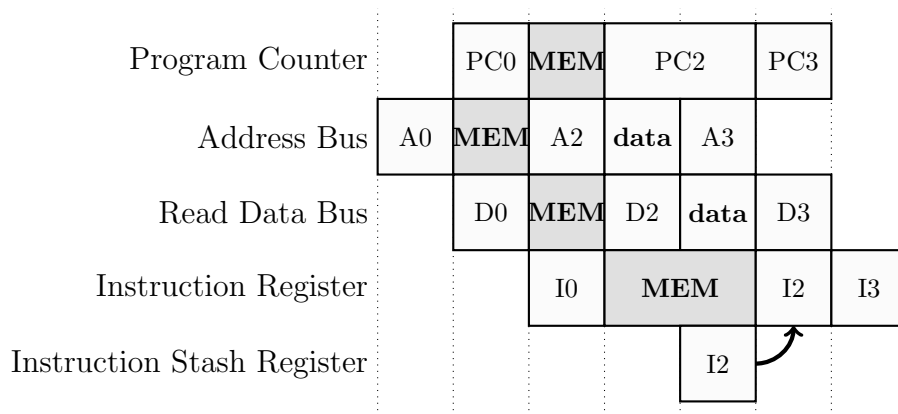 Program Counter PC0 MEM PC2 PC3
Address Bus A0 MEM A2 data A3
Read Data Bus D0 MEM D2 data D3
Instruction Register I0 MEM I2 I3
Instruction Stash Register I2